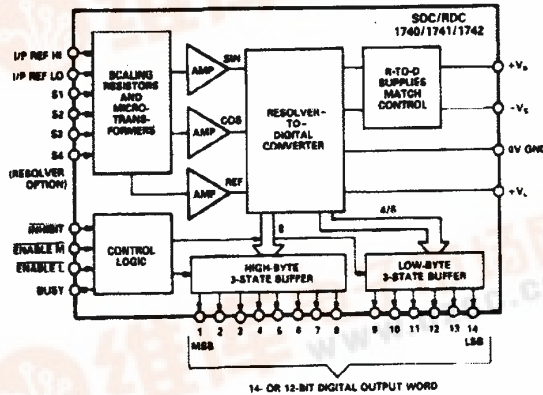 SDC/RDC
1740/1741/1742
I/P REF HI
I/P REF LO
S1
S2
S3
S4
(RESOLVER
OPTION)
SCALING
RESISTORS
AND
MICRO-
TRANS-
FORMERS
AMP
SIN
AMP
COS
AMP
REF
RESOLVER-
TO-
DIGITAL
CONVERTER
R-TO-D
SUPPLIES
MATCH
CONTROL
-VS
0V GND
+VL
INHIBIT
ENABLE M
ENABLE L
BUSY
CONTROL
LOGIC
8
4/6
HIGH-BYTE
3-STATE BUFFER
LOW-BYTE
3-STATE BUFFER
1 2 3 4 5 6 7 8 9 10 11 12 13 14
MSB LSB
14- OR 12-BIT DIGITAL OUTPUT WORD